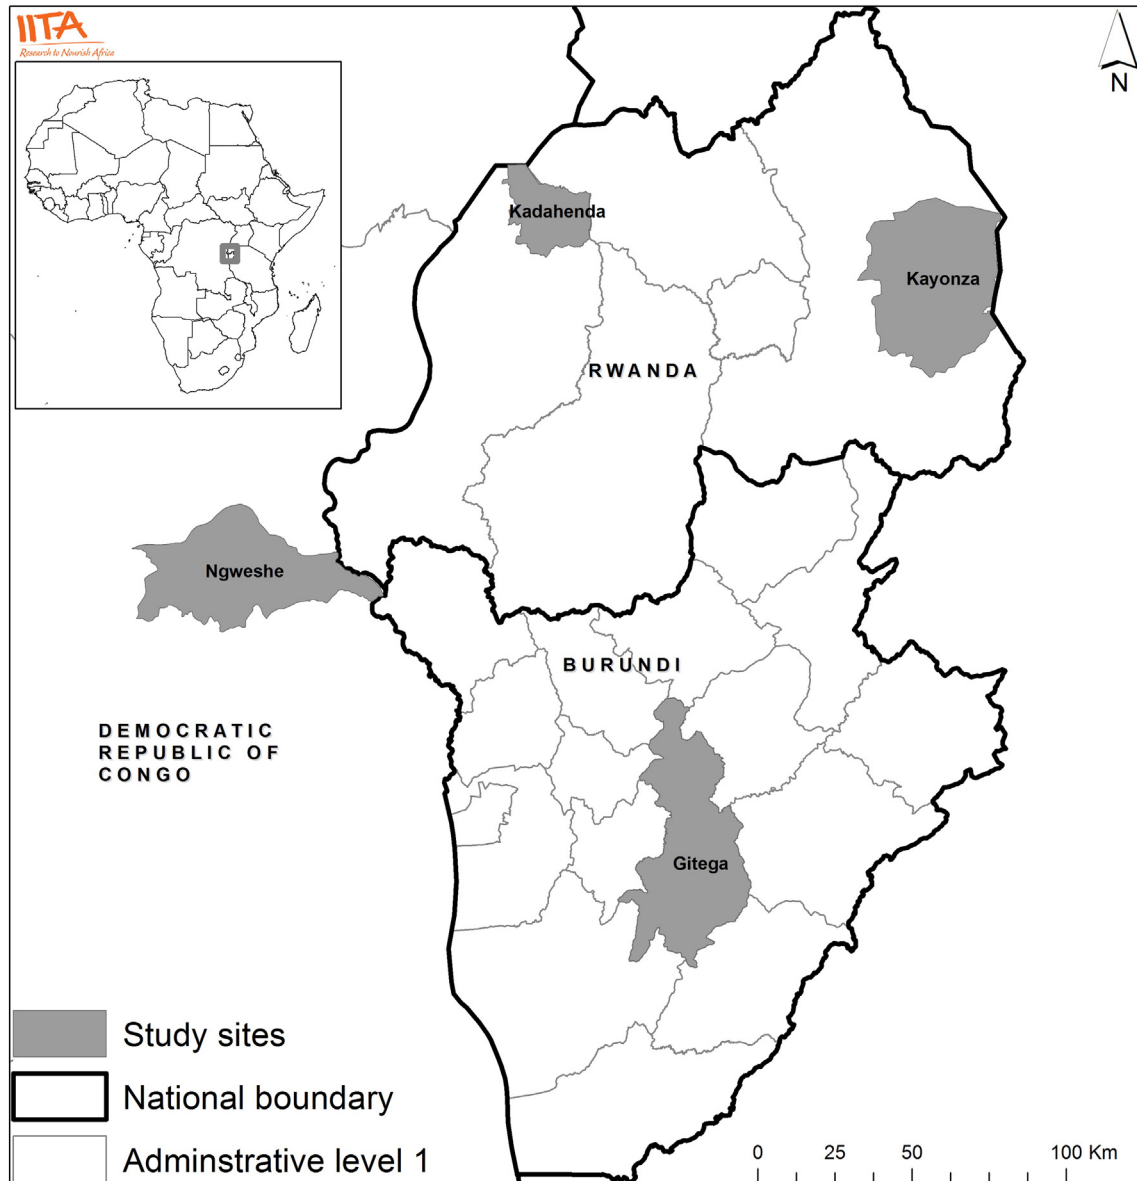 IITA
Research to Nourish Africa
N
Kadahenda
Kayonza
RWANDA
Ngweshe
BURUNDI
DEMOCRATIC
REPUBLIC OF
CONGO
Gitega
Study sites
National boundary
Adminstrative level 1
0 25 50 100 Km